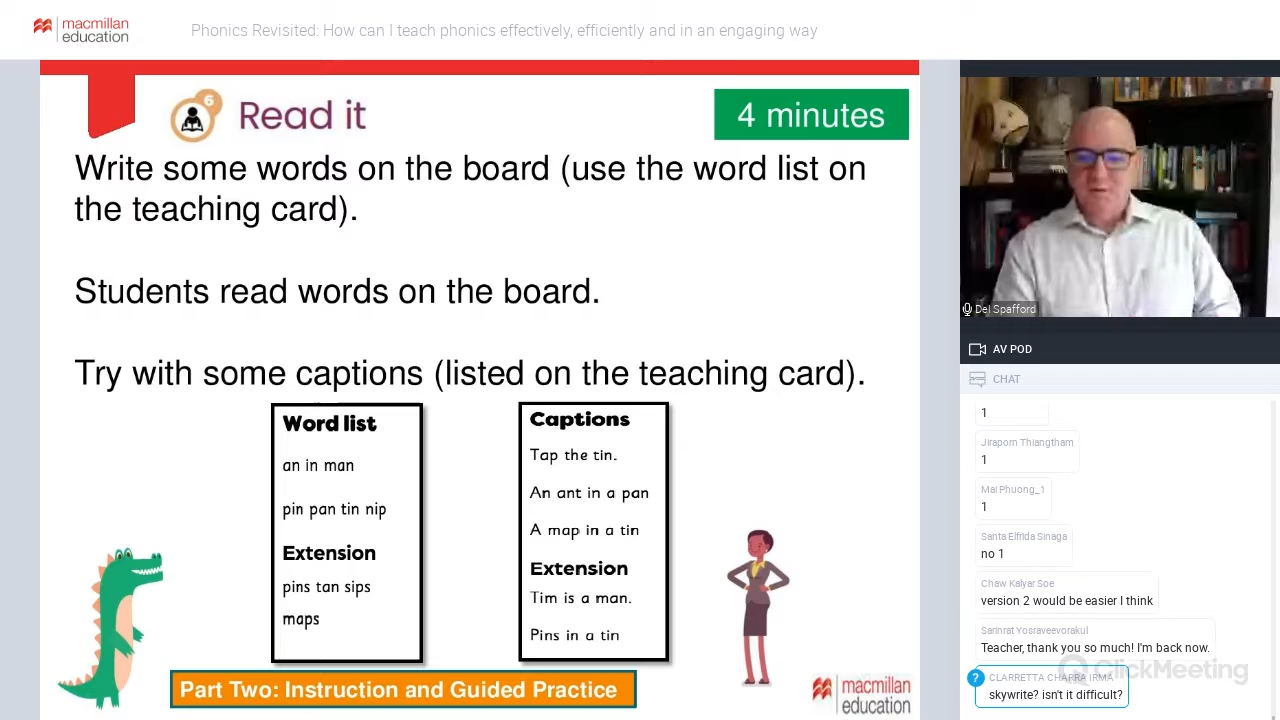 macmillan
education
Phonics Revisited: How can I teach phonics effectively, efficiently and in an engaging way
6
Read it
4 minutes
Write some words on the board (use the word list on
the teaching card).
Students read words on the board.
Try with some captions (listed on the teaching card).
Word list
an in man
pin pan tin nip
Extension
pins tan sips
maps
Captions
Tap the tin.
An ant in a pan
A map in a tin
Extension
Tim is a man.
Pins in a tin
Part Two: Instruction and Guided Practice
macmillan
education
Del Spafford
AV POD
CHAT
1
Jiraporn Thiangtham
1
Mai Phuong_1
1
Santa Elfrida Sinaga
no 1
Chaw Kalyar Soe
version 2 would be easier I think
Sarinrat Yosraveevorakul
Teacher, thank you so much! I'm back now.
ClickMeeting
?
CLARRETTA CHARRA IRMA
skywrite? isn't it difficult?